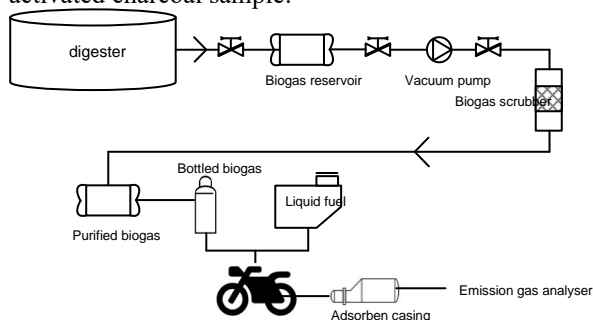 activated charcoal sample.
digester
Biogas reservoir
Vacuum pump
Biogas scrubber
Bottled biogas
Liquid fuel
Purified biogas
Emission gas analyser
Adsorben casing